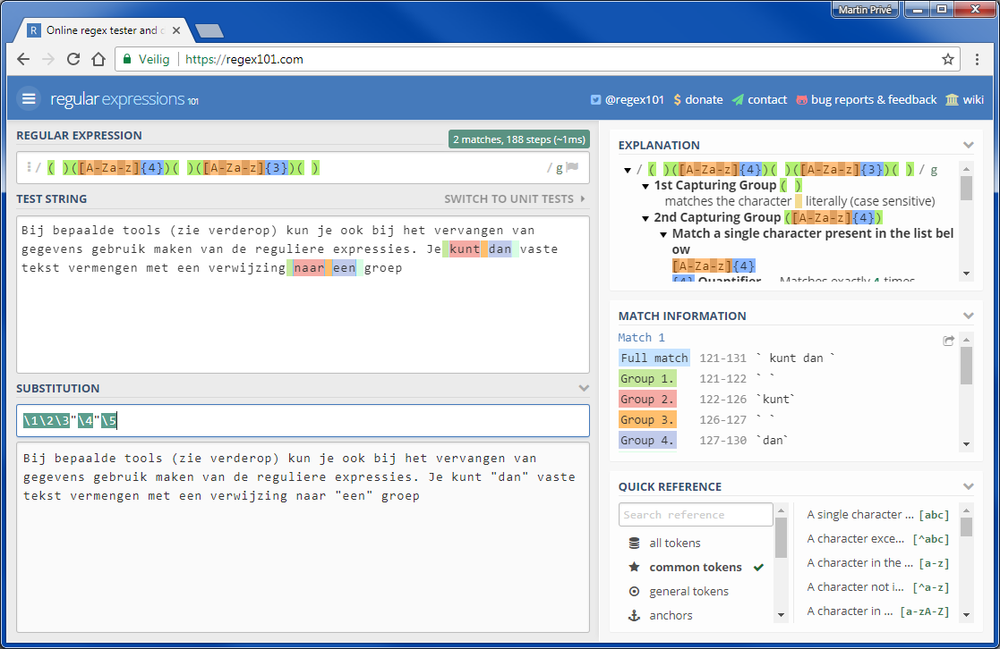 Martin Privé
Online regex tester and c
Veilig https://regex101.com
regular expressions 101
@regex101 donate contact bug reports & feedback wiki
REGULAR EXPRESSION
2 matches, 188 steps (~1ms)
/ ( )([A-Za-z]{4})( )([A-Za-z]{3})( ) / g
TEST STRING
SWITCH TO UNIT TESTS
Bij bepaalde tools (zie verderop) kun je ook bij het vervangen van
gegevens gebruik maken van de reguliere expressies. Je kunt dan vaste
tekst vermengen met een verwijzing naar een groep
SUBSTITUTION
\1\2\3"\4"\5
Bij bepaalde tools (zie verderop) kun je ook bij het vervangen van
gegevens gebruik maken van de reguliere expressies. Je kunt "dan" vaste
tekst vermengen met een verwijzing naar "een" groep
EXPLANATION
/ ( )([A-Za-z]{4})( )([A-Za-z]{3})( ) / g
1st Capturing Group ( )
matches the character literally (case sensitive)
2nd Capturing Group ([A-Za-z]{4})
Match a single character present in the list bel
ow
[A-Za-z]{4}
{4} Quantifier — Matches exactly 4 times
MATCH INFORMATION
Match 1
Full match 121-131 ` kunt dan `
Group 1. 121-122 ` `
Group 2. 122-126 `kunt`
Group 3. 126-127 ` `
Group 4. 127-130 `dan`
QUICK REFERENCE
Search reference
all tokens
common tokens
general tokens
anchors
A single character ... [abc]
A character exce... [^abc]
A character in the ... [a-z]
A character not i... [^a-z]
A character in ... [a-zA-Z]